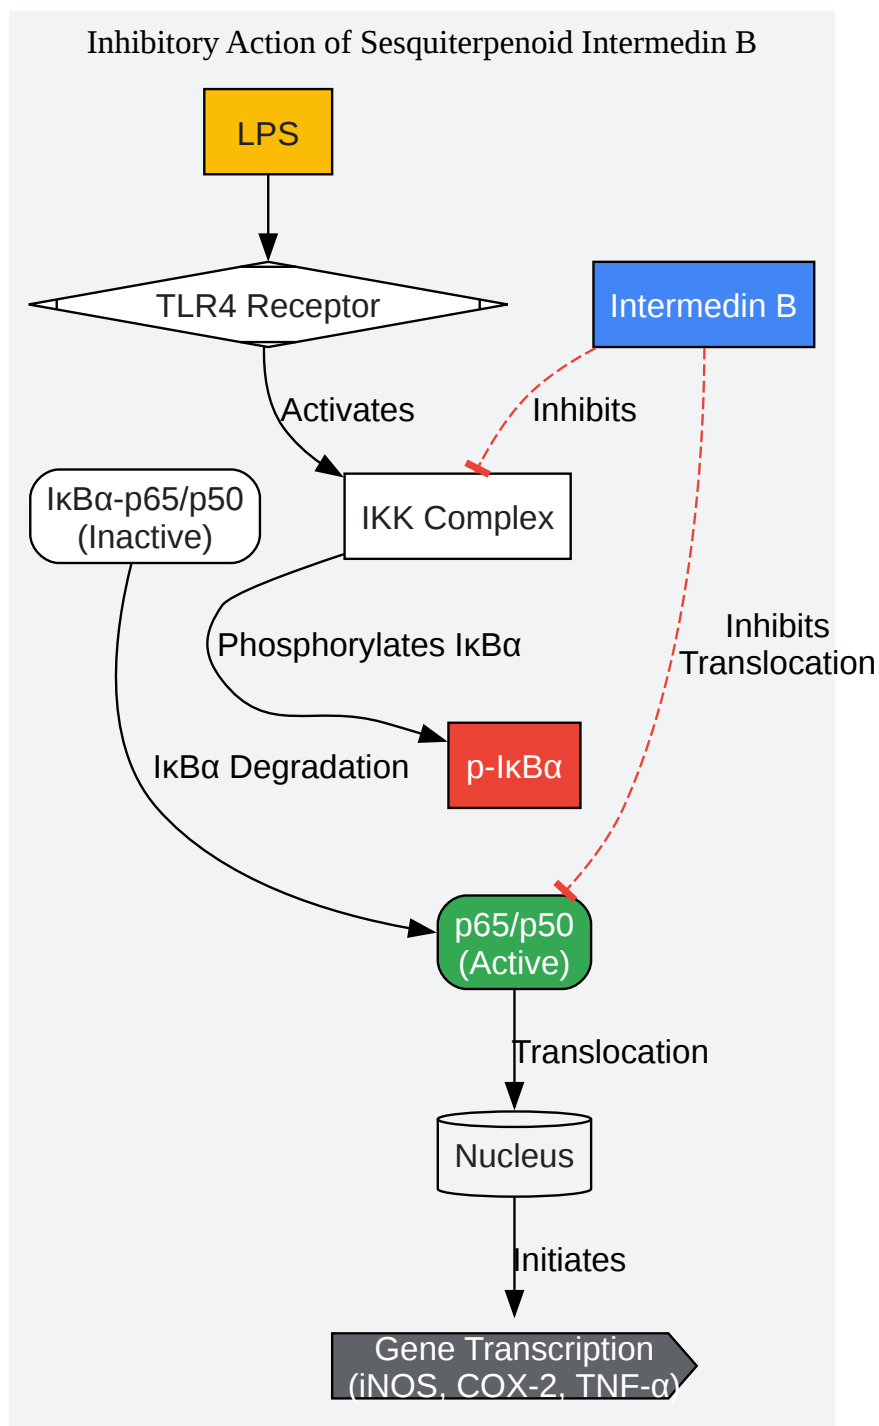 Inhibitory Action of Sesquiterpenoid Intermedin B
LPS
TLR4 Receptor
Intermedin B
Activates
Inhibits
IκBα-p65/p50
(Inactive)
IKK Complex
Phosphorylates IκBα
Inhibits
Translocation
IκBα Degradation
p-IκBα
p65/p50
(Active)
Translocation
Nucleus
Initiates
Gene Transcription
(iNOS, COX-2, TNF-α)